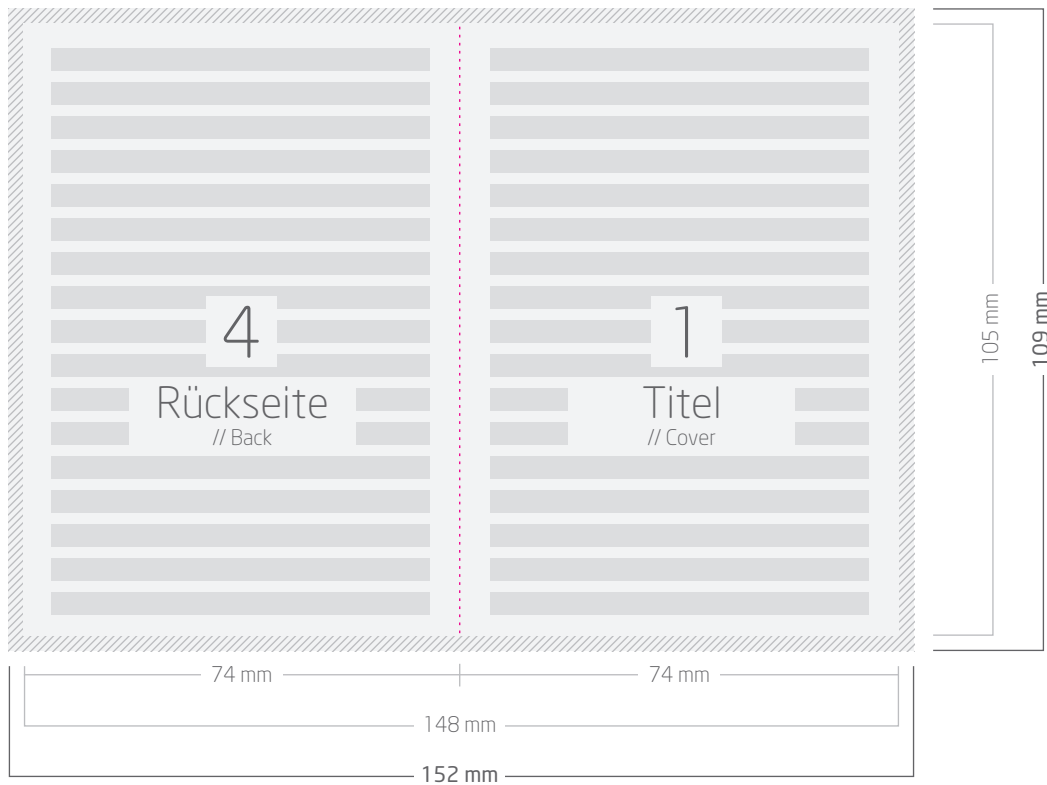 4
Rückseite
// Back
1
Titel
// Cover
105 mm
109 mm
74 mm
74 mm
148 mm
152 mm